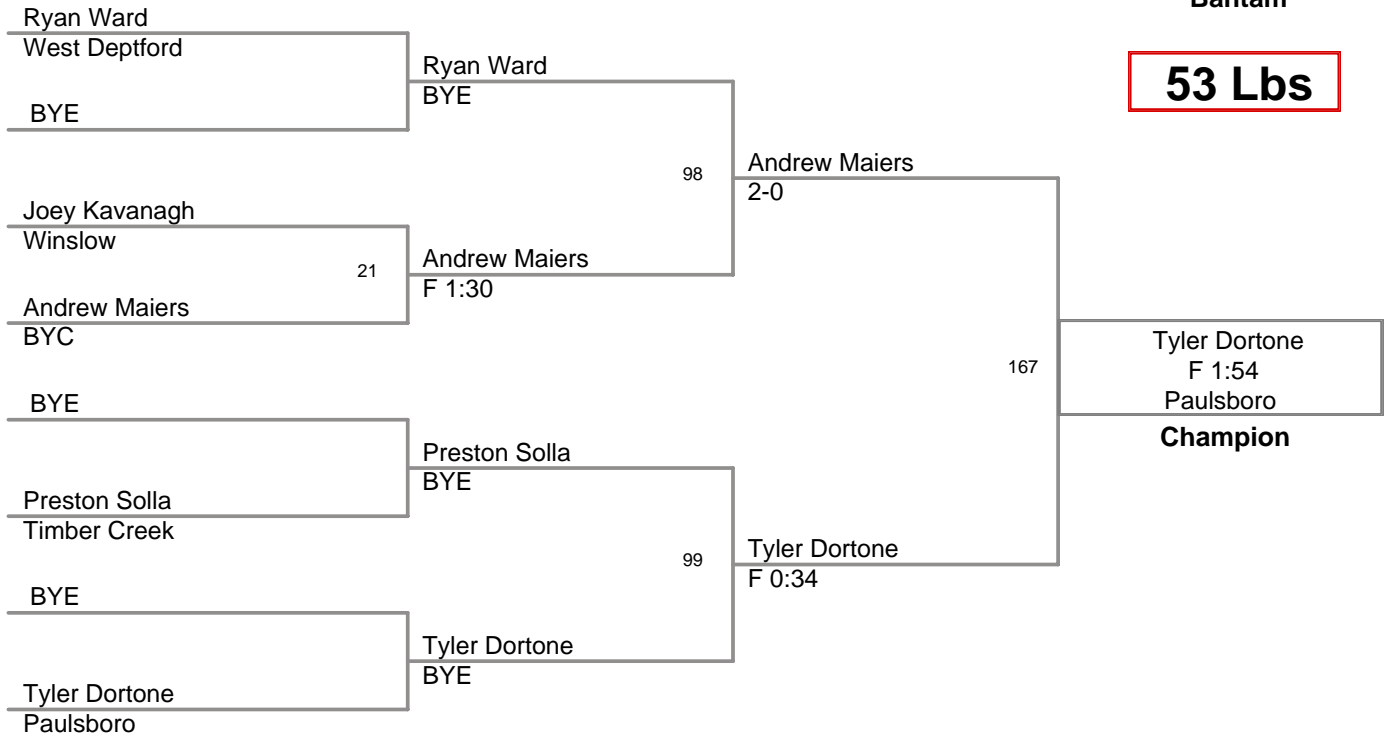 Bantam
53 Lbs
Ryan Ward
West Deptford
BYE
Joey Kavanagh
Winslow
21
Andrew Maiers
BYC
BYE
Preston Solla
Timber Creek
BYE
Tyler Dortone
Paulsboro
Ryan Ward
BYE
98
Andrew Maiers
F 1:30
Preston Solla
BYE
99
Tyler Dortone
BYE
Andrew Maiers
2-0
167
Tyler Dortone
F 0:34
Tyler Dortone
F 1:54
Paulsboro
Champion